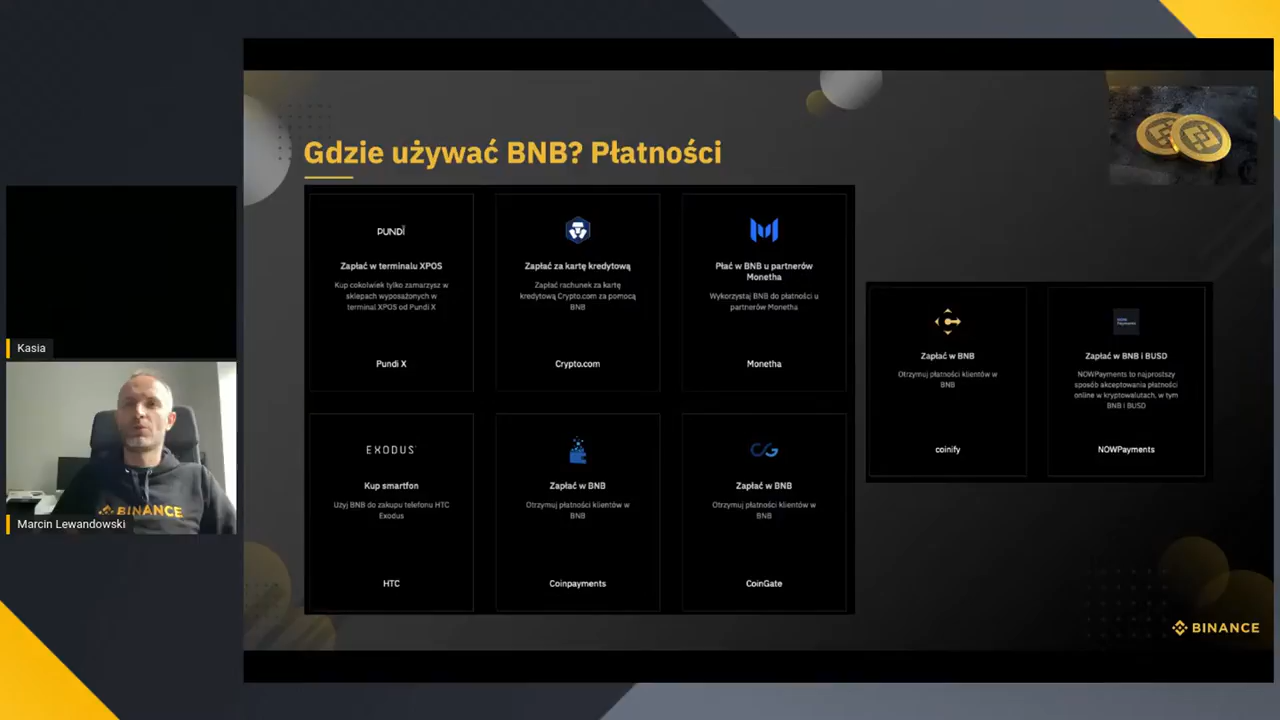 Gdzie używać BNB? Płatności
PUNDI
Zapłać w terminalu XPOS
Kup cokolwiek tylko zamarzysz w
sklepach wyposażonych w
terminal XPOS od Pundi X
Pundi X
Zapłać za kartę kredytową
Zapłać rachunek za kartę
kredytową Crypto.com za pomocą
BNB
Crypto.com
Płać w BNB u partnerów
Monetha
Wykorzystaj BNB do płatności u
partnerów Monetha
Monetha
EXODUS
Kup smartfon
Użyj BNB do zakupu telefonu HTC
Exodus
HTC
Zapłać w BNB
Otrzymuj płatności klientów w
BNB
Coinpayments
Zapłać w BNB
Otrzymuj płatności klientów w
BNB
CoinGate
Zapłać w BNB
Otrzymuj płatności klientów w
BNB
coinify
NOW
Payments
Zapłać w BNB i BUSD
NOWPayments to najprostszy
sposób akceptowania płatności
online w kryptowalutach, w tym
BNB i BUSD
NOWPayments
Kasia
BINANCE
Marcin Lewandowski
BINANCE